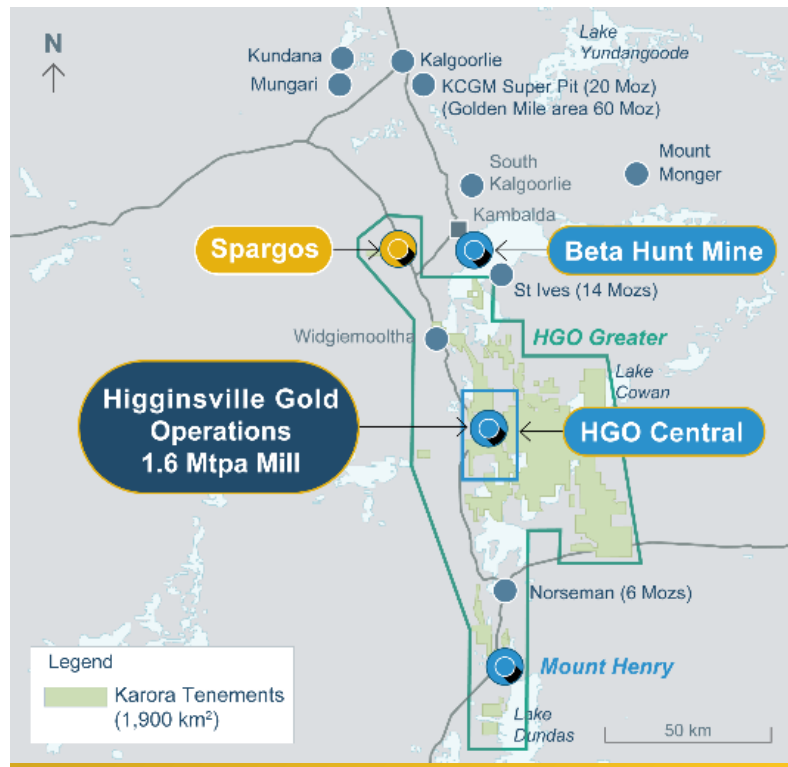 N
Lake
Yundangoode
Kundana
Kalgoorlie
Mungari
KCGM Super Pit (20 Moz)
(Golden Mile area 60 Moz)
Mount
Monger
South
Kalgoorlie
Kambalda
Spargos
Beta Hunt Mine
St Ives (14 Mozs)
Widgiemooltha
HGO Greater
Lake
Cowan
Higginsville Gold
Operations
1.6 Mtpa Mill
HGO Central
Norseman (6 Mozs)
Mount Henry
Legend
Karora Tenements
(1,900 km²)
Lake
Dundas
50 km